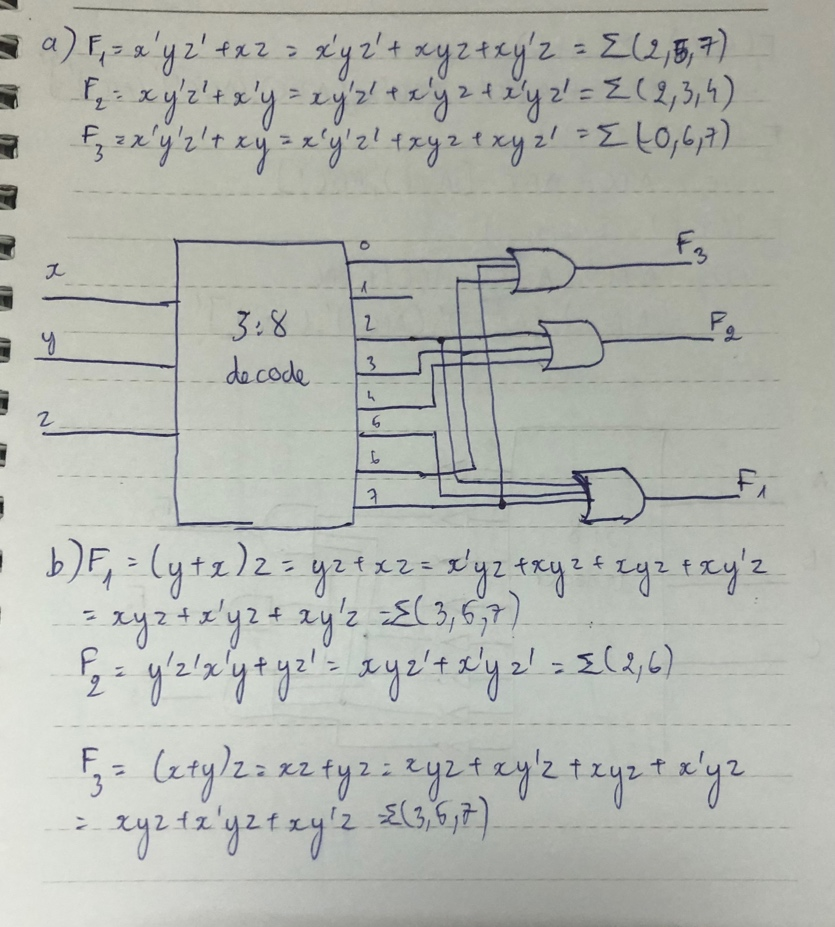 a) F₁ = x'yz' + xz = x'yz' + xyz + xy'z = Σ(2,5,7)
F₂ = xy'z' + x'y = xy'z' + x'yz + x'yz' = Σ(2,3,4)
F₃ = x'y'z' + xy = x'y'z' + xyz + xyz' = Σ(0,6,7)
x
y
z
3:8
decode
0
1
2
3
4
5
6
7
F₃
F₂
F₁
b) F₁ = (y+x)z = yz + xz = x'yz + xyz + xyz + xy'z
= xyz + x'yz + xy'z = Σ(3,5,7)
F₂ = y'z'x'y + yz' = xyz' + x'yz' = Σ(2,6)
F₃ = (x+y)z = xz + yz = xyz + xy'z + xyz + x'yz
= xyz + x'yz + xy'z = Σ(3,5,7)